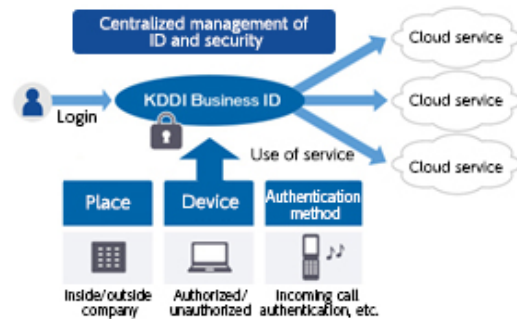 Centralized management of
ID and security
Cloud service
KDDI Business ID
Cloud service
Login
Use of service
Cloud service
Place
Device
Authentication
method
Inside/outside
company
Authorized/
unauthorized
Incoming call
authentication, etc.